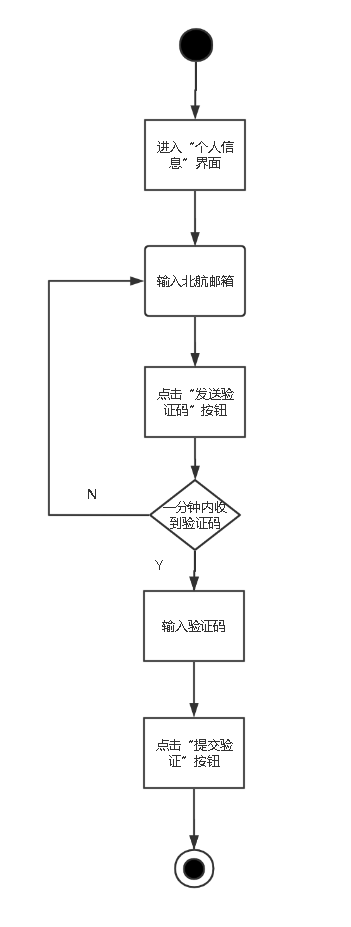 进入“个人信
息”界面
输入北航邮箱
点击“发送验
证码”按钮
N
一分钟内收
到验证码
Y
输入验证码
点击“提交验
证”按钮